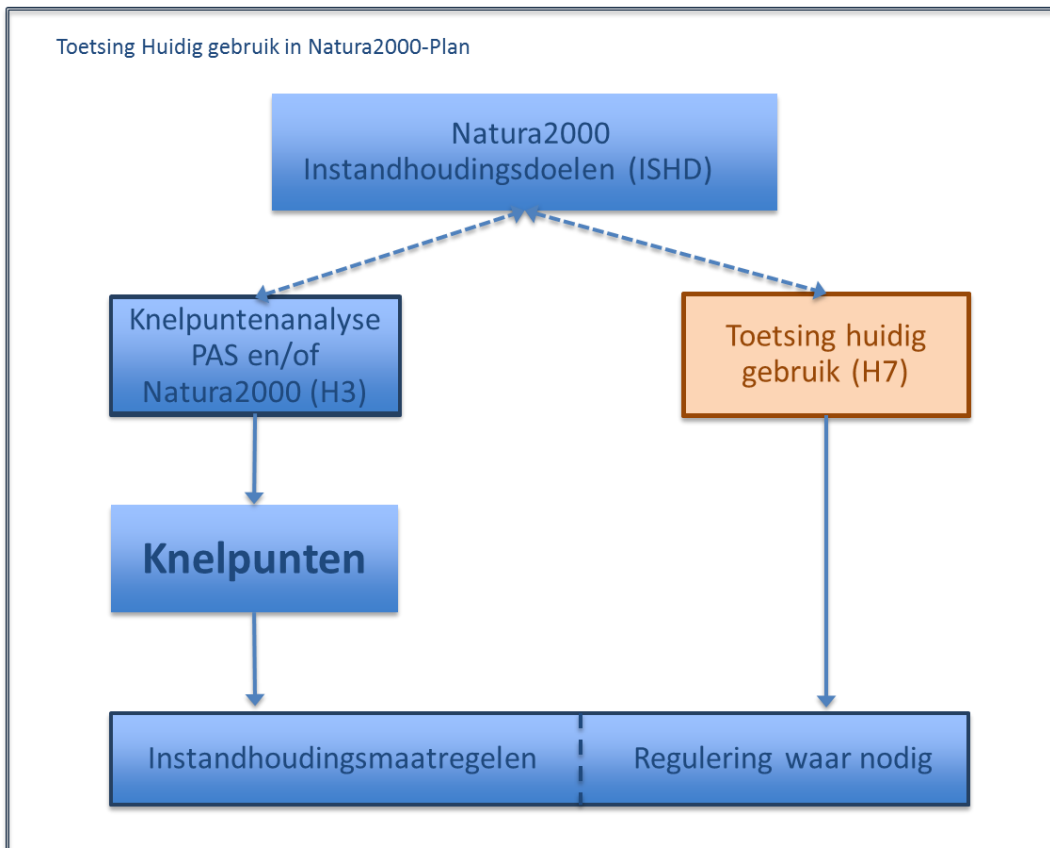 Toetsing Huidig gebruik in Natura2000-Plan
Natura2000
Instandhoudingsdoelen (ISHD)
Knelpuntenanalyse
PAS en/of
Natura2000 (H3)
Toetsing huidig
gebruik (H7)
Knelpunten
Instandhoudingsmaatregelen
Regulering waar nodig